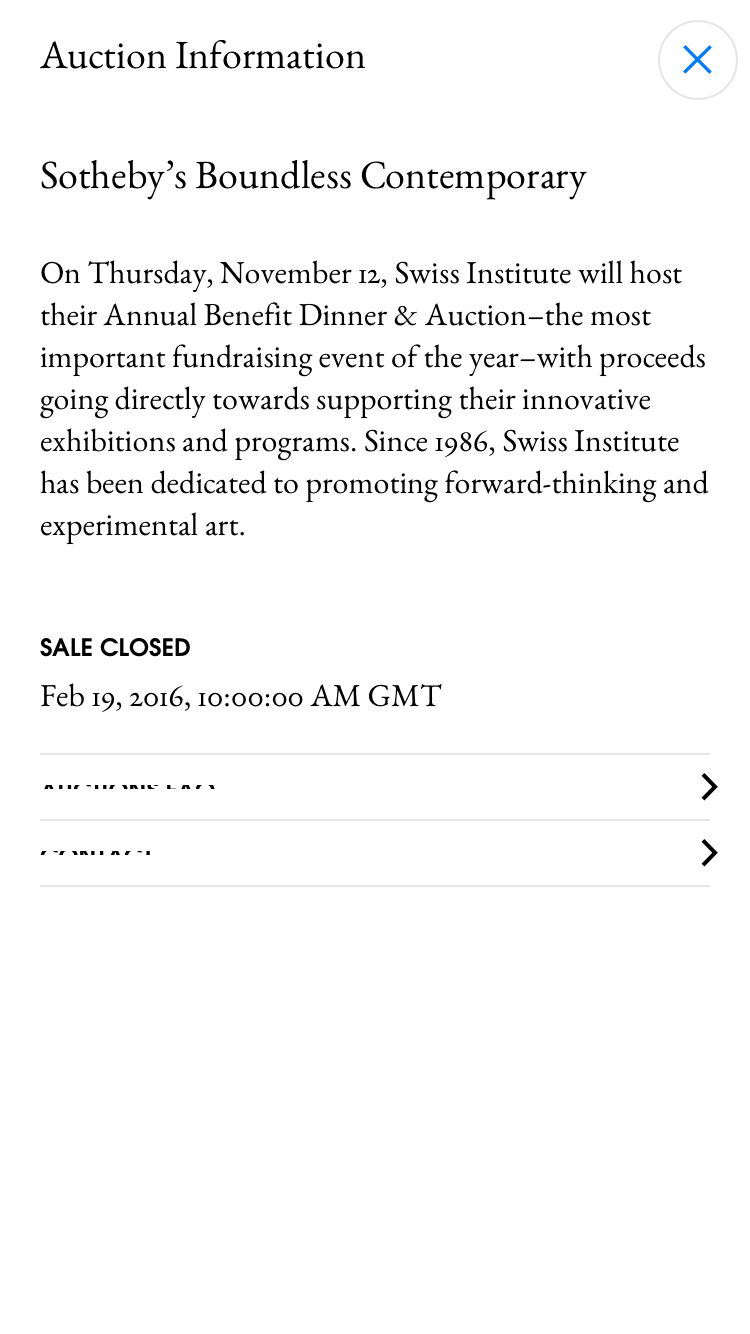 Auction Information
Sotheby’s Boundless Contemporary
On Thursday, November 12, Swiss Institute will host
their Annual Benefit Dinner & Auction–the most
important fundraising event of the year–with proceeds
going directly towards supporting their innovative
exhibitions and programs. Since 1986, Swiss Institute
has been dedicated to promoting forward-thinking and
experimental art.
SALE CLOSED
Feb 19, 2016, 10:00:00 AM GMT